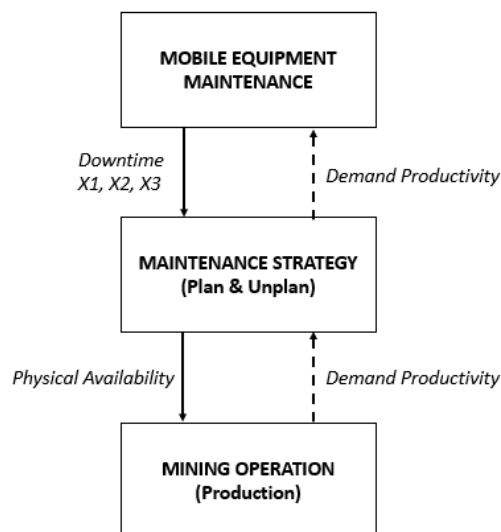 MOBILE EQUIPMENT
MAINTENANCE
Downtime
X1, X2, X3
Demand Productivity
MAINTENANCE STRATEGY
(Plan & Unplan)
Physical Availability
Demand Productivity
MINING OPERATION
(Production)